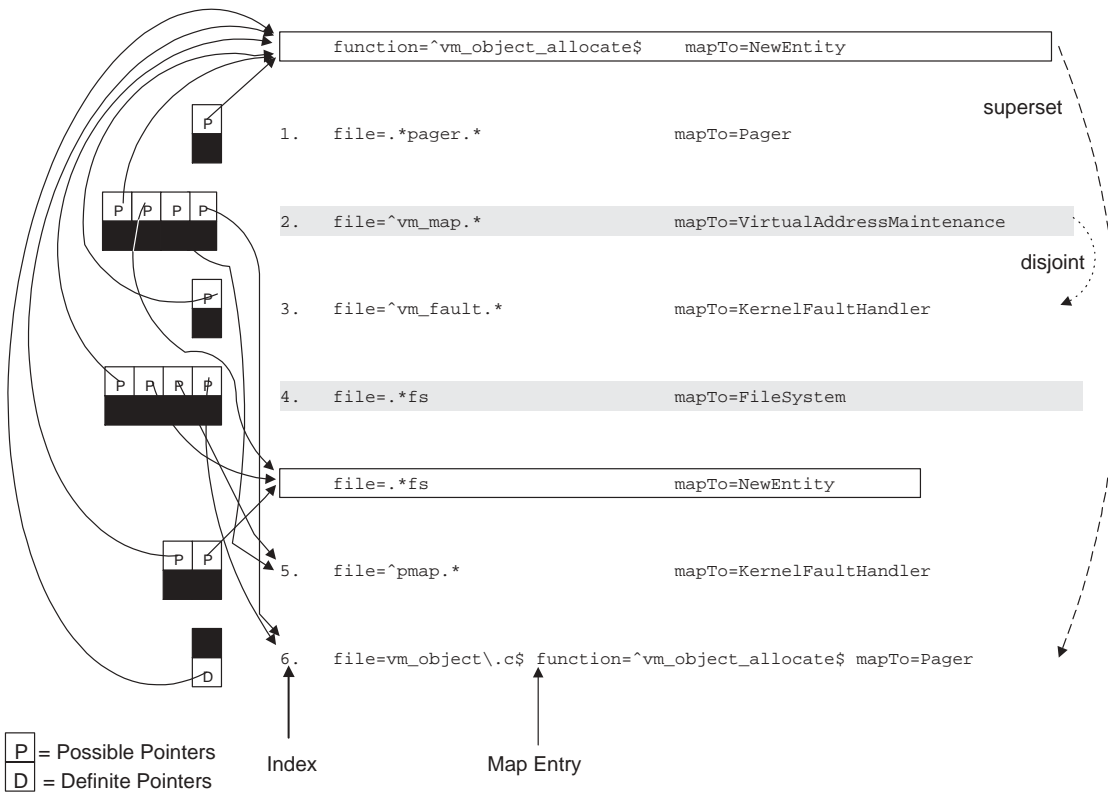 function=^vm_object_allocate$ mapTo=NewEntity
superset
P
1. file=.*pager.* mapTo=Pager
P P P P
2. file=^vm_map.* mapTo=VirtualAddressMaintenance
disjoint
P
3. file=^vm_fault.* mapTo=KernelFaultHandler
P P P P
4. file=.*fs mapTo=FileSystem
file=.*fs mapTo=NewEntity
P P
5. file=^pmap.* mapTo=KernelFaultHandler
6. file=vm_object\.c$ function=^vm_object_allocate$ mapTo=Pager
D
P = Possible Pointers
D = Definite Pointers
Index
Map Entry